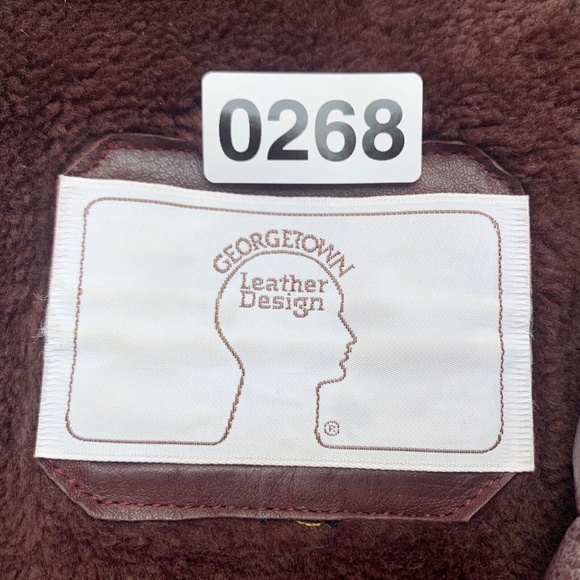 0268
GEORGETOWN
Leather
Design
®